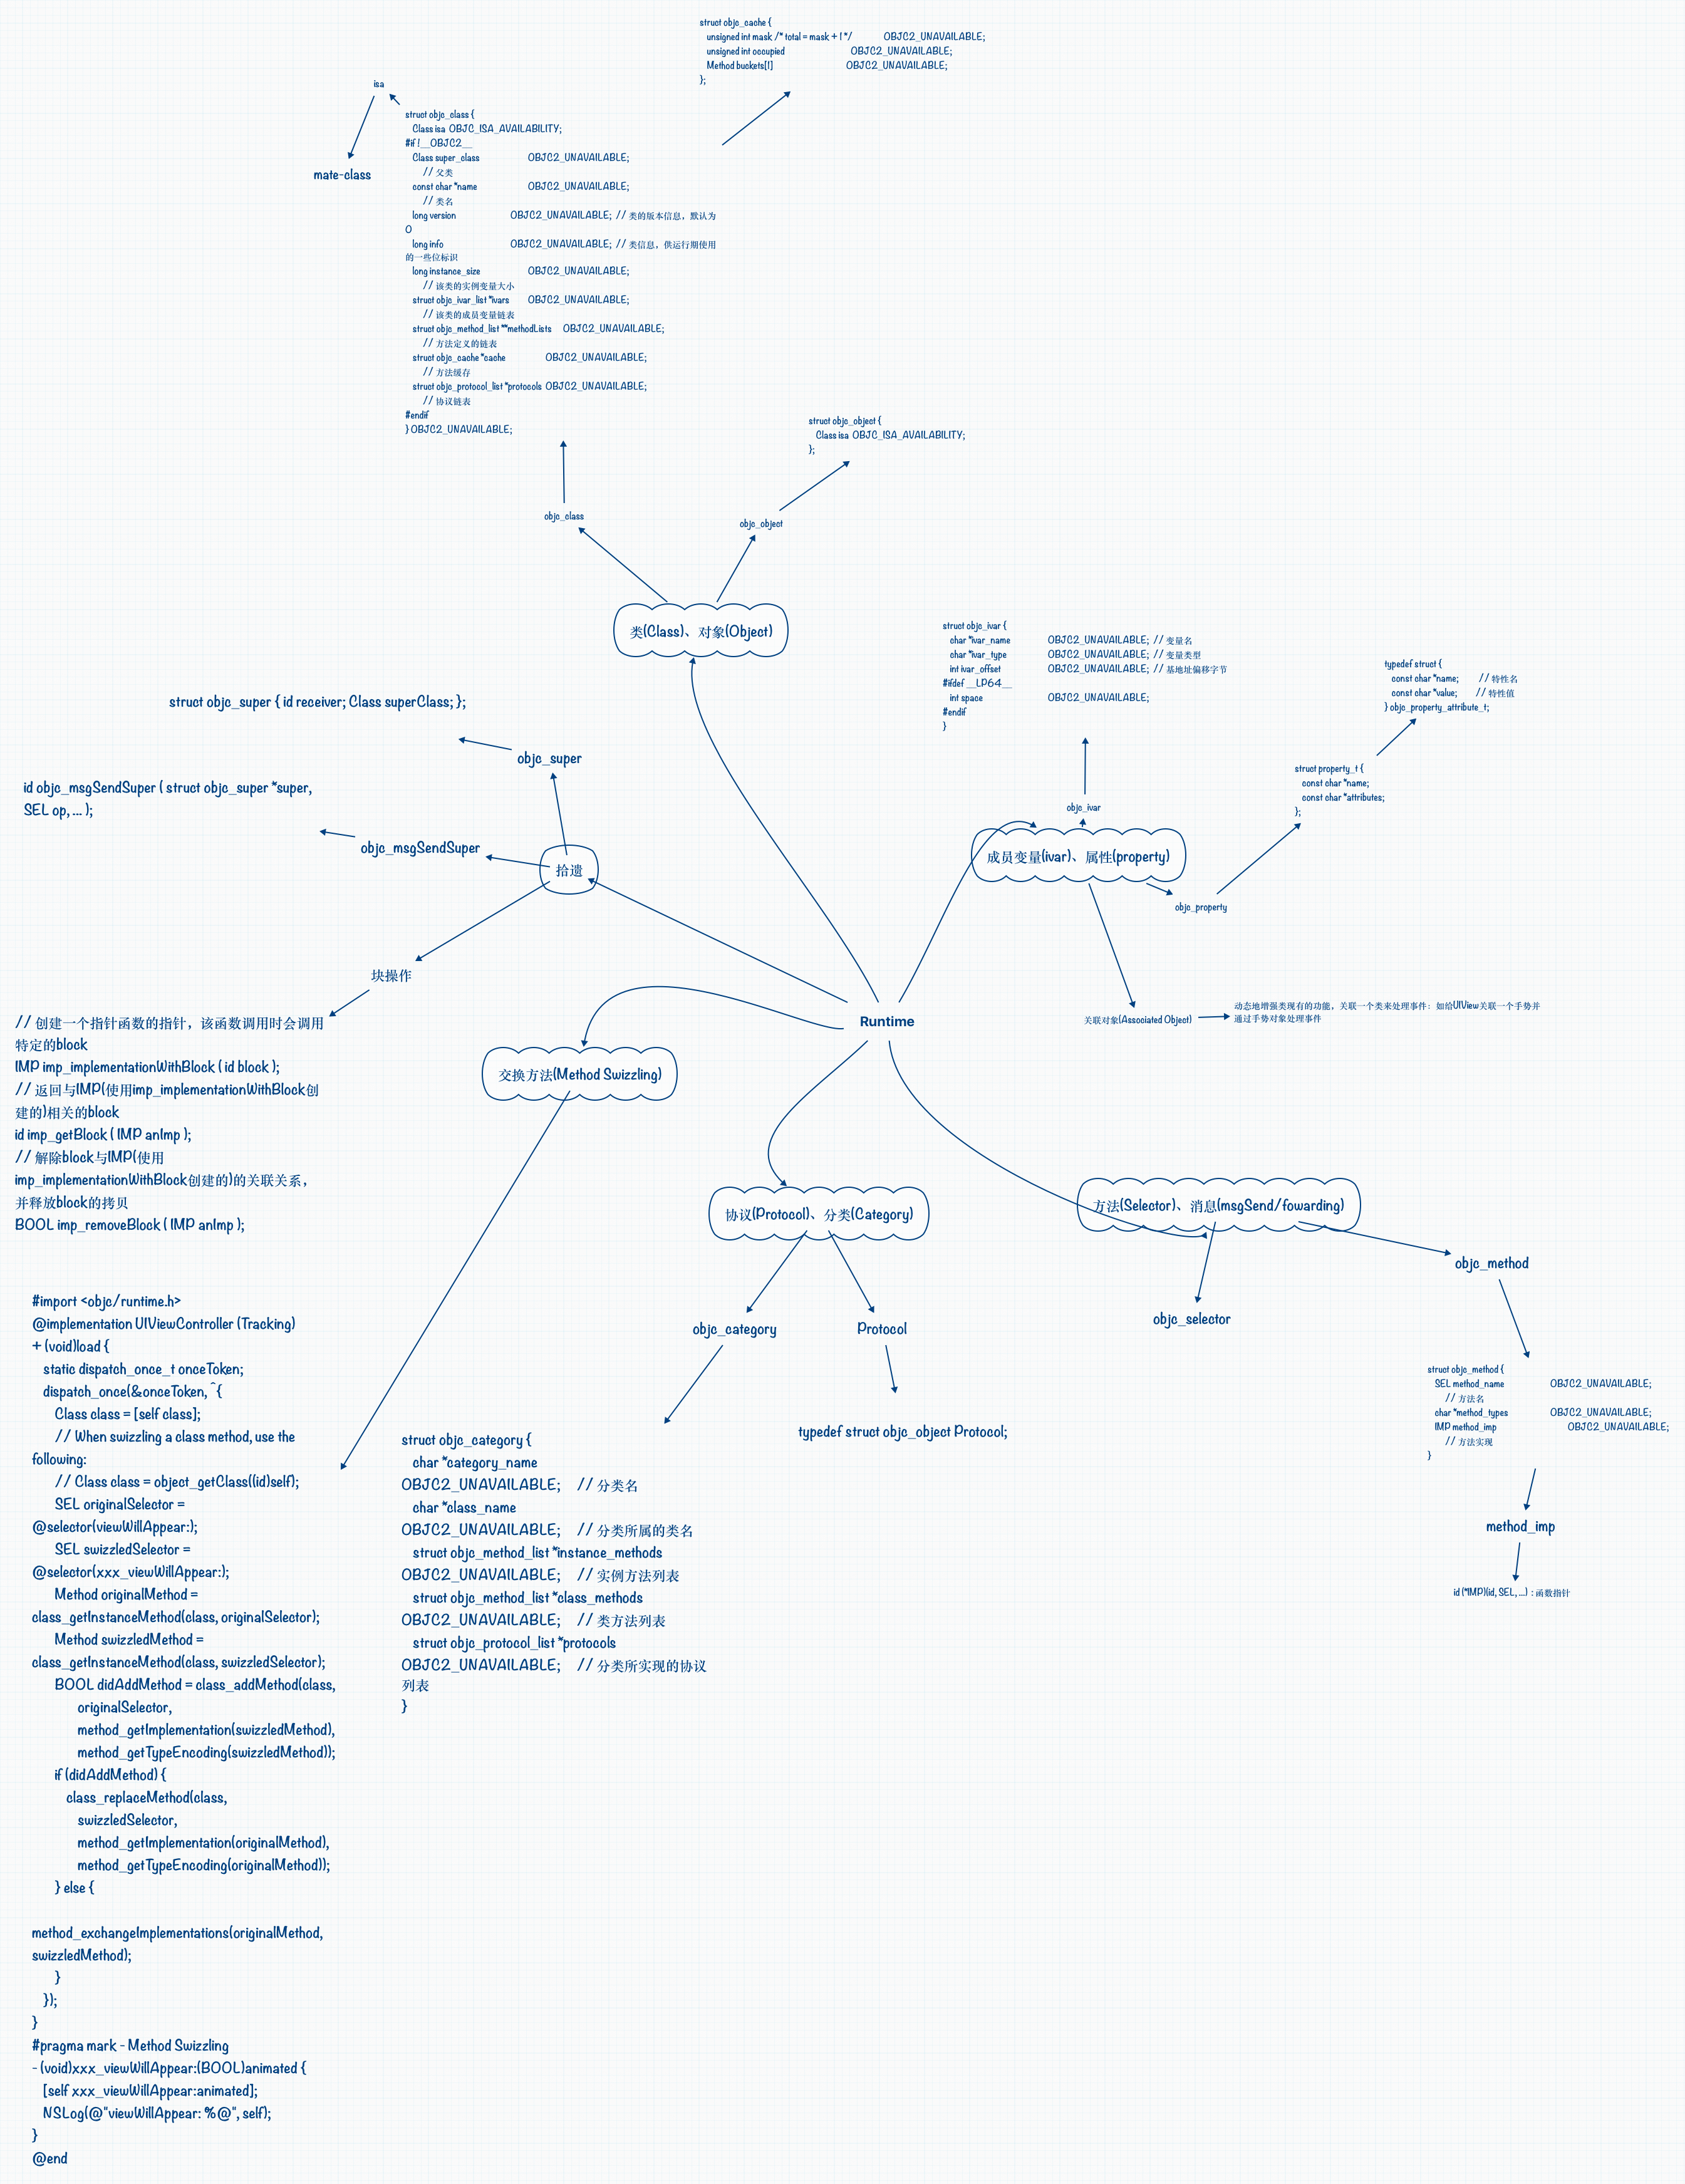 struct objc_cache {
unsigned int mask /* total = mask + 1 */ OBJC2_UNAVAILABLE;
unsigned int occupied OBJC2_UNAVAILABLE;
Method buckets[1] OBJC2_UNAVAILABLE;
};
isa
mate-class
struct objc_class {
Class isa OBJC_ISA_AVAILABILITY;
#if !__OBJC2__
Class super_class OBJC2_UNAVAILABLE;
// 父类
const char *name OBJC2_UNAVAILABLE;
// 类名
long version OBJC2_UNAVAILABLE; // 类的版本信息，默认为
0
long info OBJC2_UNAVAILABLE; // 类信息，供运行期使用
的一些位标识
long instance_size OBJC2_UNAVAILABLE;
// 该类的实例变量大小
struct objc_ivar_list *ivars OBJC2_UNAVAILABLE;
// 该类的成员变量链表
struct objc_method_list **methodLists OBJC2_UNAVAILABLE;
// 方法定义的链表
struct objc_cache *cache OBJC2_UNAVAILABLE;
// 方法缓存
struct objc_protocol_list *protocols OBJC2_UNAVAILABLE;
// 协议链表
#endif
} OBJC2_UNAVAILABLE;
struct objc_object {
Class isa OBJC_ISA_AVAILABILITY;
};
objc_class
objc_object
类(Class)、对象(Object)
struct objc_ivar {
char *ivar_name OBJC2_UNAVAILABLE; // 变量名
char *ivar_type OBJC2_UNAVAILABLE; // 变量类型
int ivar_offset OBJC2_UNAVAILABLE; // 基地址偏移字节
#ifdef __LP64__
int space OBJC2_UNAVAILABLE;
#endif
}
typedef struct {
const char *name; // 特性名
const char *value; // 特性值
} objc_property_attribute_t;
struct property_t {
const char *name;
const char *attributes;
};
objc_ivar
成员变量(ivar)、属性(property)
objc_property
关联对象(Associated Object)
动态地增强类现有的功能，关联一个类来处理事件：如给UIView关联一个手势并
通过手势对象处理事件
struct objc_super { id receiver; Class superClass; };
objc_super
id objc_msgSendSuper ( struct objc_super *super,
SEL op, ... );
objc_msgSendSuper
拾遗
块操作
// 创建一个指针函数的指针，该函数调用时会调用
特定的block
IMP imp_implementationWithBlock ( id block );
// 返回与IMP(使用imp_implementationWithBlock创
建的)相关的block
id imp_getBlock ( IMP anImp );
// 解除block与IMP(使用
imp_implementationWithBlock创建的)的关联关系，
并释放block的拷贝
BOOL imp_removeBlock ( IMP anImp );
Runtime
交换方法(Method Swizzling)
#import <objc/runtime.h>
@implementation UIViewController (Tracking)
+ (void)load {
static dispatch_once_t onceToken;
dispatch_once(&onceToken, ^{
Class class = [self class];
// When swizzling a class method, use the
following:
// Class class = object_getClass((id)self);
SEL originalSelector =
@selector(viewWillAppear:);
SEL swizzledSelector =
@selector(xxx_viewWillAppear:);
Method originalMethod =
class_getInstanceMethod(class, originalSelector);
Method swizzledMethod =
class_getInstanceMethod(class, swizzledSelector);
BOOL didAddMethod = class_addMethod(class,
originalSelector,
method_getImplementation(swizzledMethod),
method_getTypeEncoding(swizzledMethod));
if (didAddMethod) {
class_replaceMethod(class,
swizzledSelector,
method_getImplementation(originalMethod),
method_getTypeEncoding(originalMethod));
} else {
method_exchangeImplementations(originalMethod,
swizzledMethod);
}
});
}
#pragma mark - Method Swizzling
- (void)xxx_viewWillAppear:(BOOL)animated {
[self xxx_viewWillAppear:animated];
NSLog(@"viewWillAppear: %@", self);
}
@end
协议(Protocol)、分类(Category)
objc_category
Protocol
typedef struct objc_object Protocol;
struct objc_category {
char *category_name
OBJC2_UNAVAILABLE; // 分类名
char *class_name
OBJC2_UNAVAILABLE; // 分类所属的类名
struct objc_method_list *instance_methods
OBJC2_UNAVAILABLE; // 实例方法列表
struct objc_method_list *class_methods
OBJC2_UNAVAILABLE; // 类方法列表
struct objc_protocol_list *protocols
OBJC2_UNAVAILABLE; // 分类所实现的协议
列表
}
方法(Selector)、消息(msgSend/fowarding)
objc_selector
objc_method
struct objc_method {
SEL method_name OBJC2_UNAVAILABLE;
// 方法名
char *method_types OBJC2_UNAVAILABLE;
IMP method_imp OBJC2_UNAVAILABLE;
// 方法实现
}
method_imp
id (*IMP)(id, SEL, ...) : 函数指针